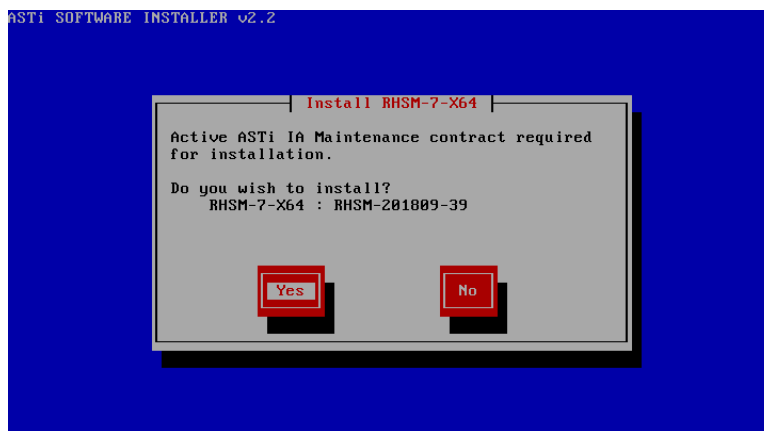 ASTi SOFTWARE INSTALLER v2.2
Install RHSM-7-X64
Active ASTi IA Maintenance contract required
for installation.
Do you wish to install?
RHSM-7-X64 : RHSM-201809-39
Yes
No